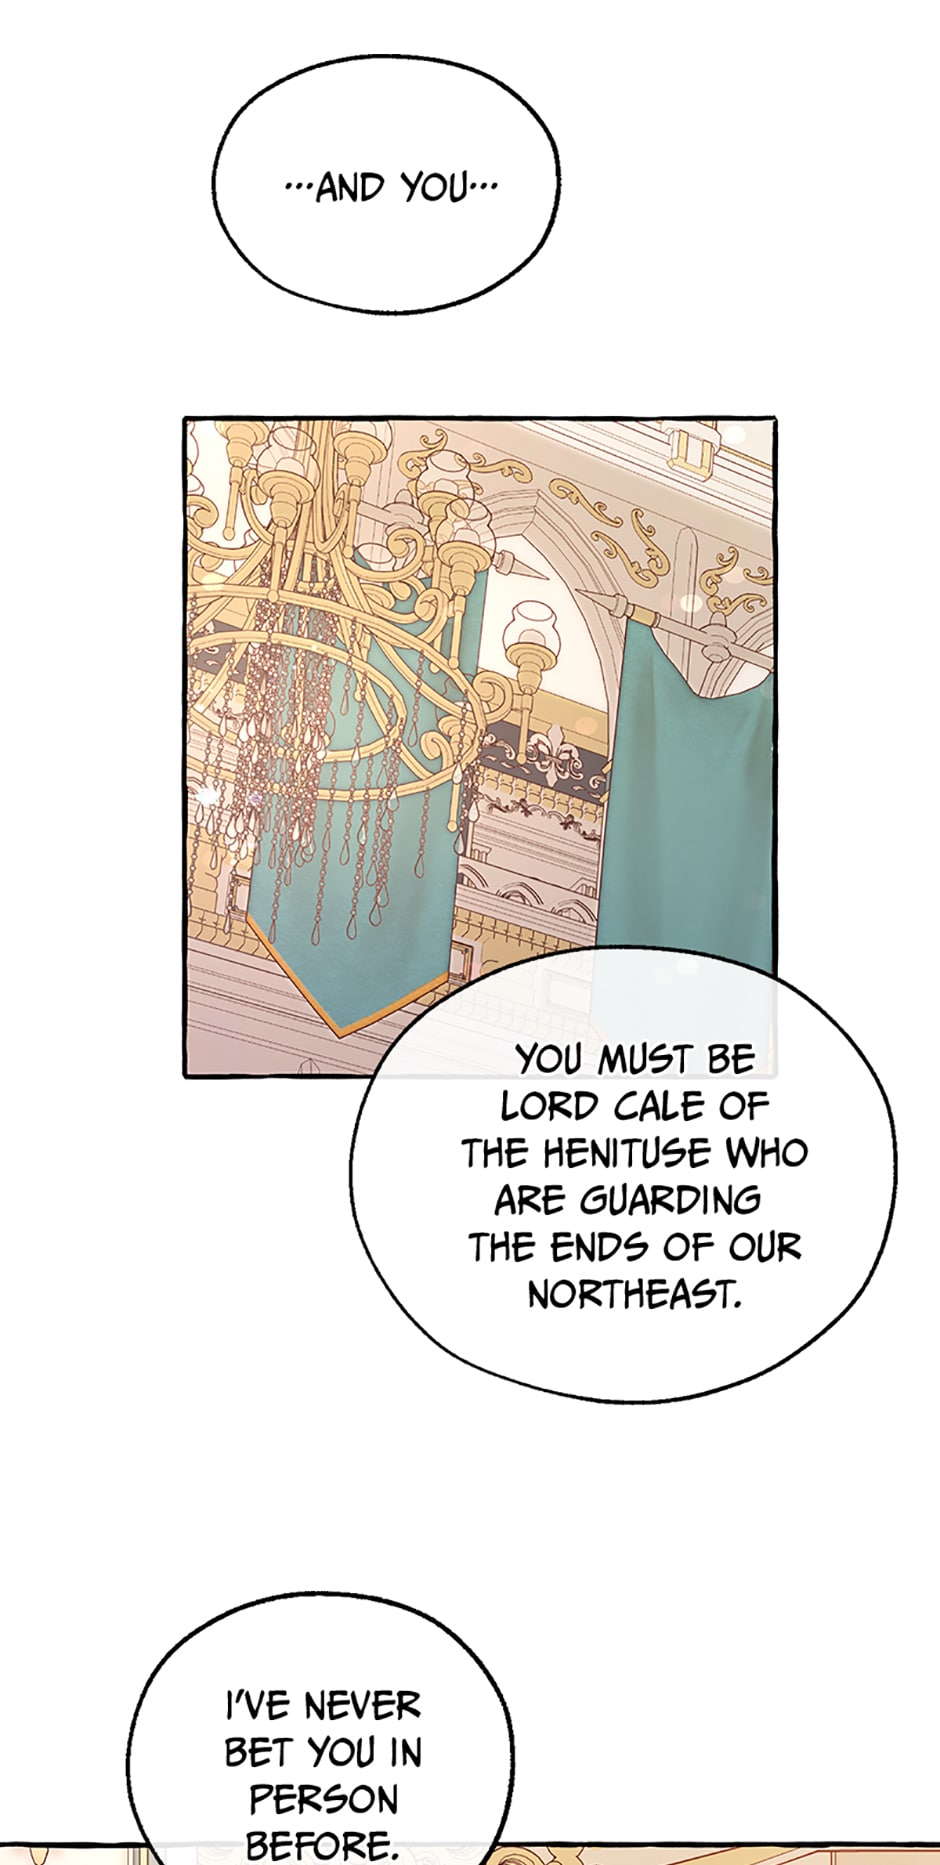 ...AND YOU...
YOU MUST BE
LORD CALE OF
THE HENITUSE WHO
ARE GUARDING
THE ENDS OF OUR
NORTHEAST.
I'VE NEVER
BET YOU IN
PERSON
BEFORE.